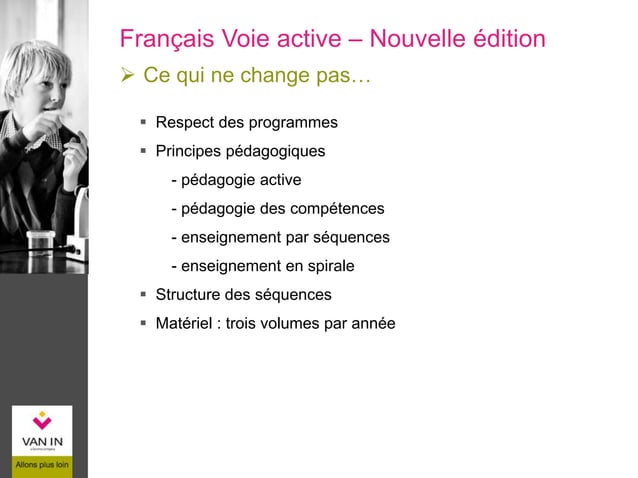 Français Voie active – Nouvelle édition
➢ Ce qui ne change pas…
▪ Respect des programmes
▪ Principes pédagogiques
- pédagogie active
- pédagogie des compétences
- enseignement par séquences
- enseignement en spirale
▪ Structure des séquences
▪ Matériel : trois volumes par année
VAN IN
Allons plus loin